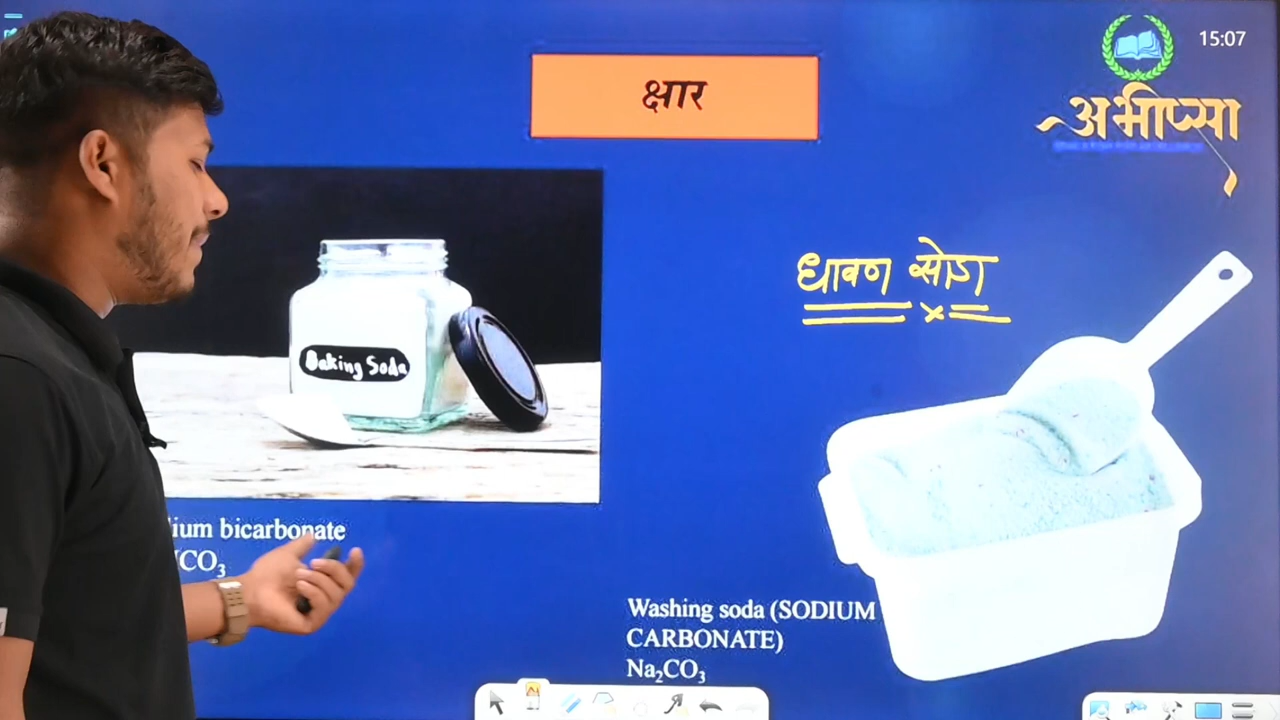 15:07
क्षार
अभीप्सा
धावण सोडा
Baking Soda
ium bicarbonate
CO₃
Washing soda (SODIUM
CARBONATE)
Na₂CO₃